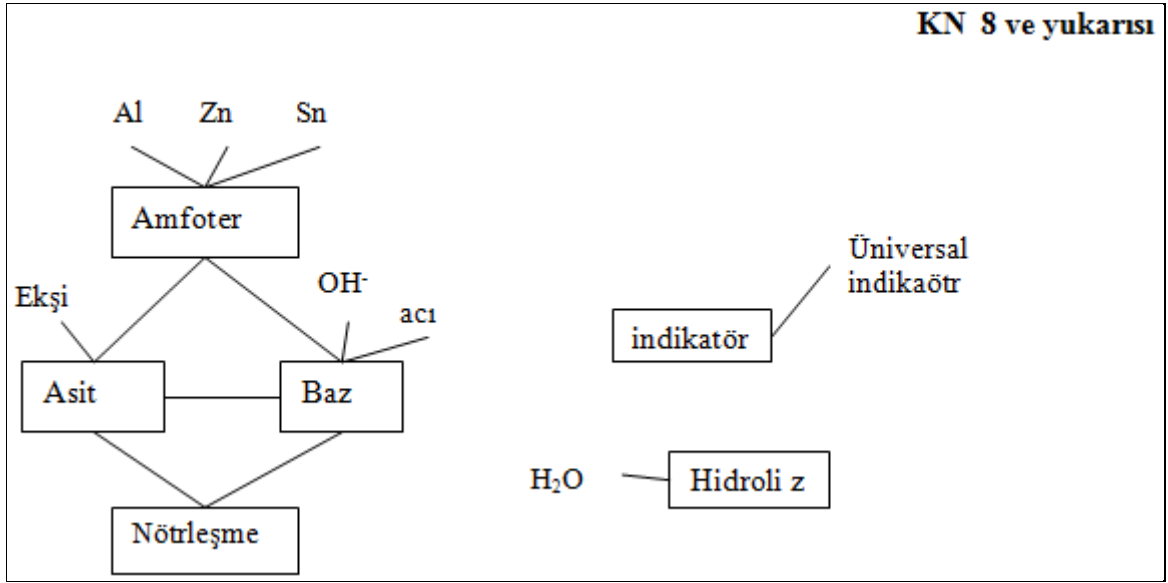 KN 8 ve yukarısı
Al Zn Sn
Amfoter
Ekşi
OH-
acı
Asit
Baz
Nötrleşme
Üniversal
indikaötr
indikatör
H₂O
Hidroli z